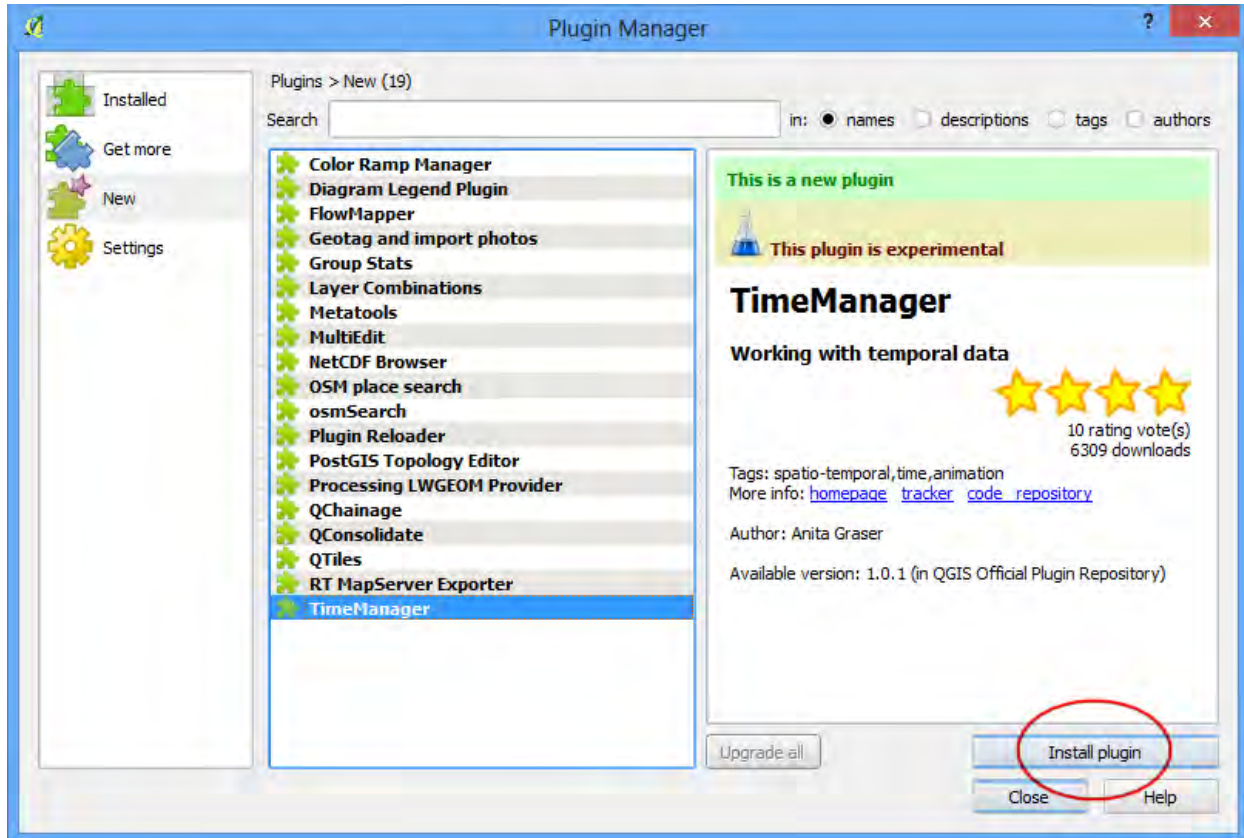 Plugin Manager
?
x
Installed
Get more
New
Settings
Plugins > New (19)
Search
in: names descriptions tags authors
Color Ramp Manager
Diagram Legend Plugin
FlowMapper
Geotag and import photos
Group Stats
Layer Combinations
Metatools
MultiEdit
NetCDF Browser
OSM place search
osmSearch
Plugin Reloader
PostGIS Topology Editor
Processing LWGEOM Provider
QChainage
QConsolidate
QTiles
RT MapServer Exporter
TimeManager
This is a new plugin
This plugin is experimental
TimeManager
Working with temporal data
10 rating vote(s)
6309 downloads
Tags: spatio-temporal,time,animation
More info: homepage tracker code_repository
Author: Anita Graser
Available version: 1.0.1 (in QGIS Official Plugin Repository)
Upgrade all
Install plugin
Close
Help